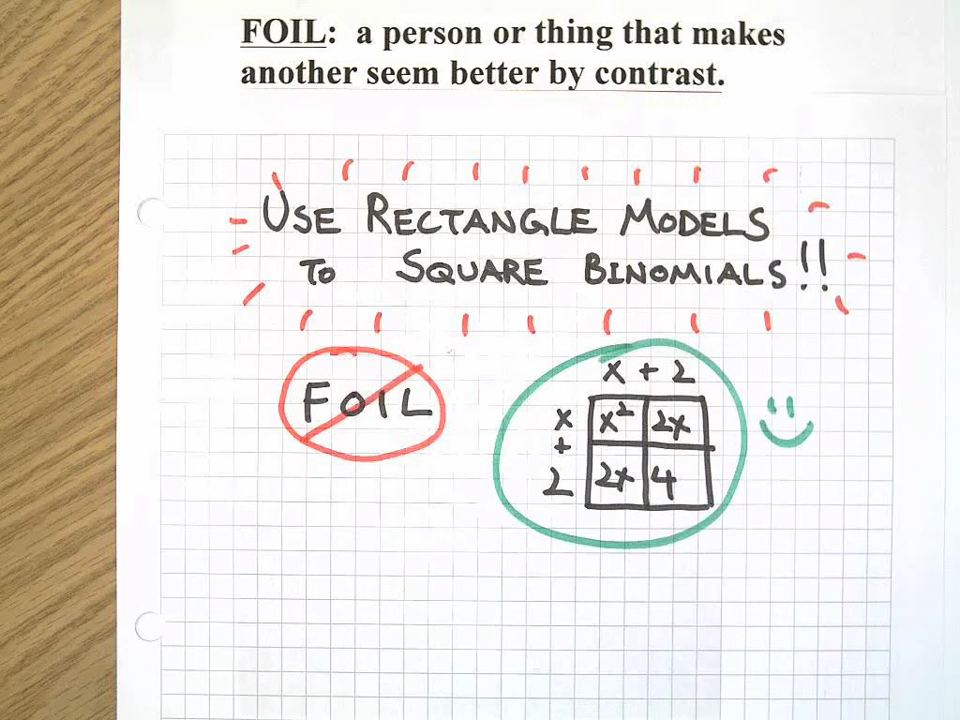 FOIL: a person or thing that makes
another seem better by contrast.
USE RECTANGLE MODELS
TO SQUARE BINOMIALS!!
FOIL
x + 2
x x² 2x
+
2 2x 4